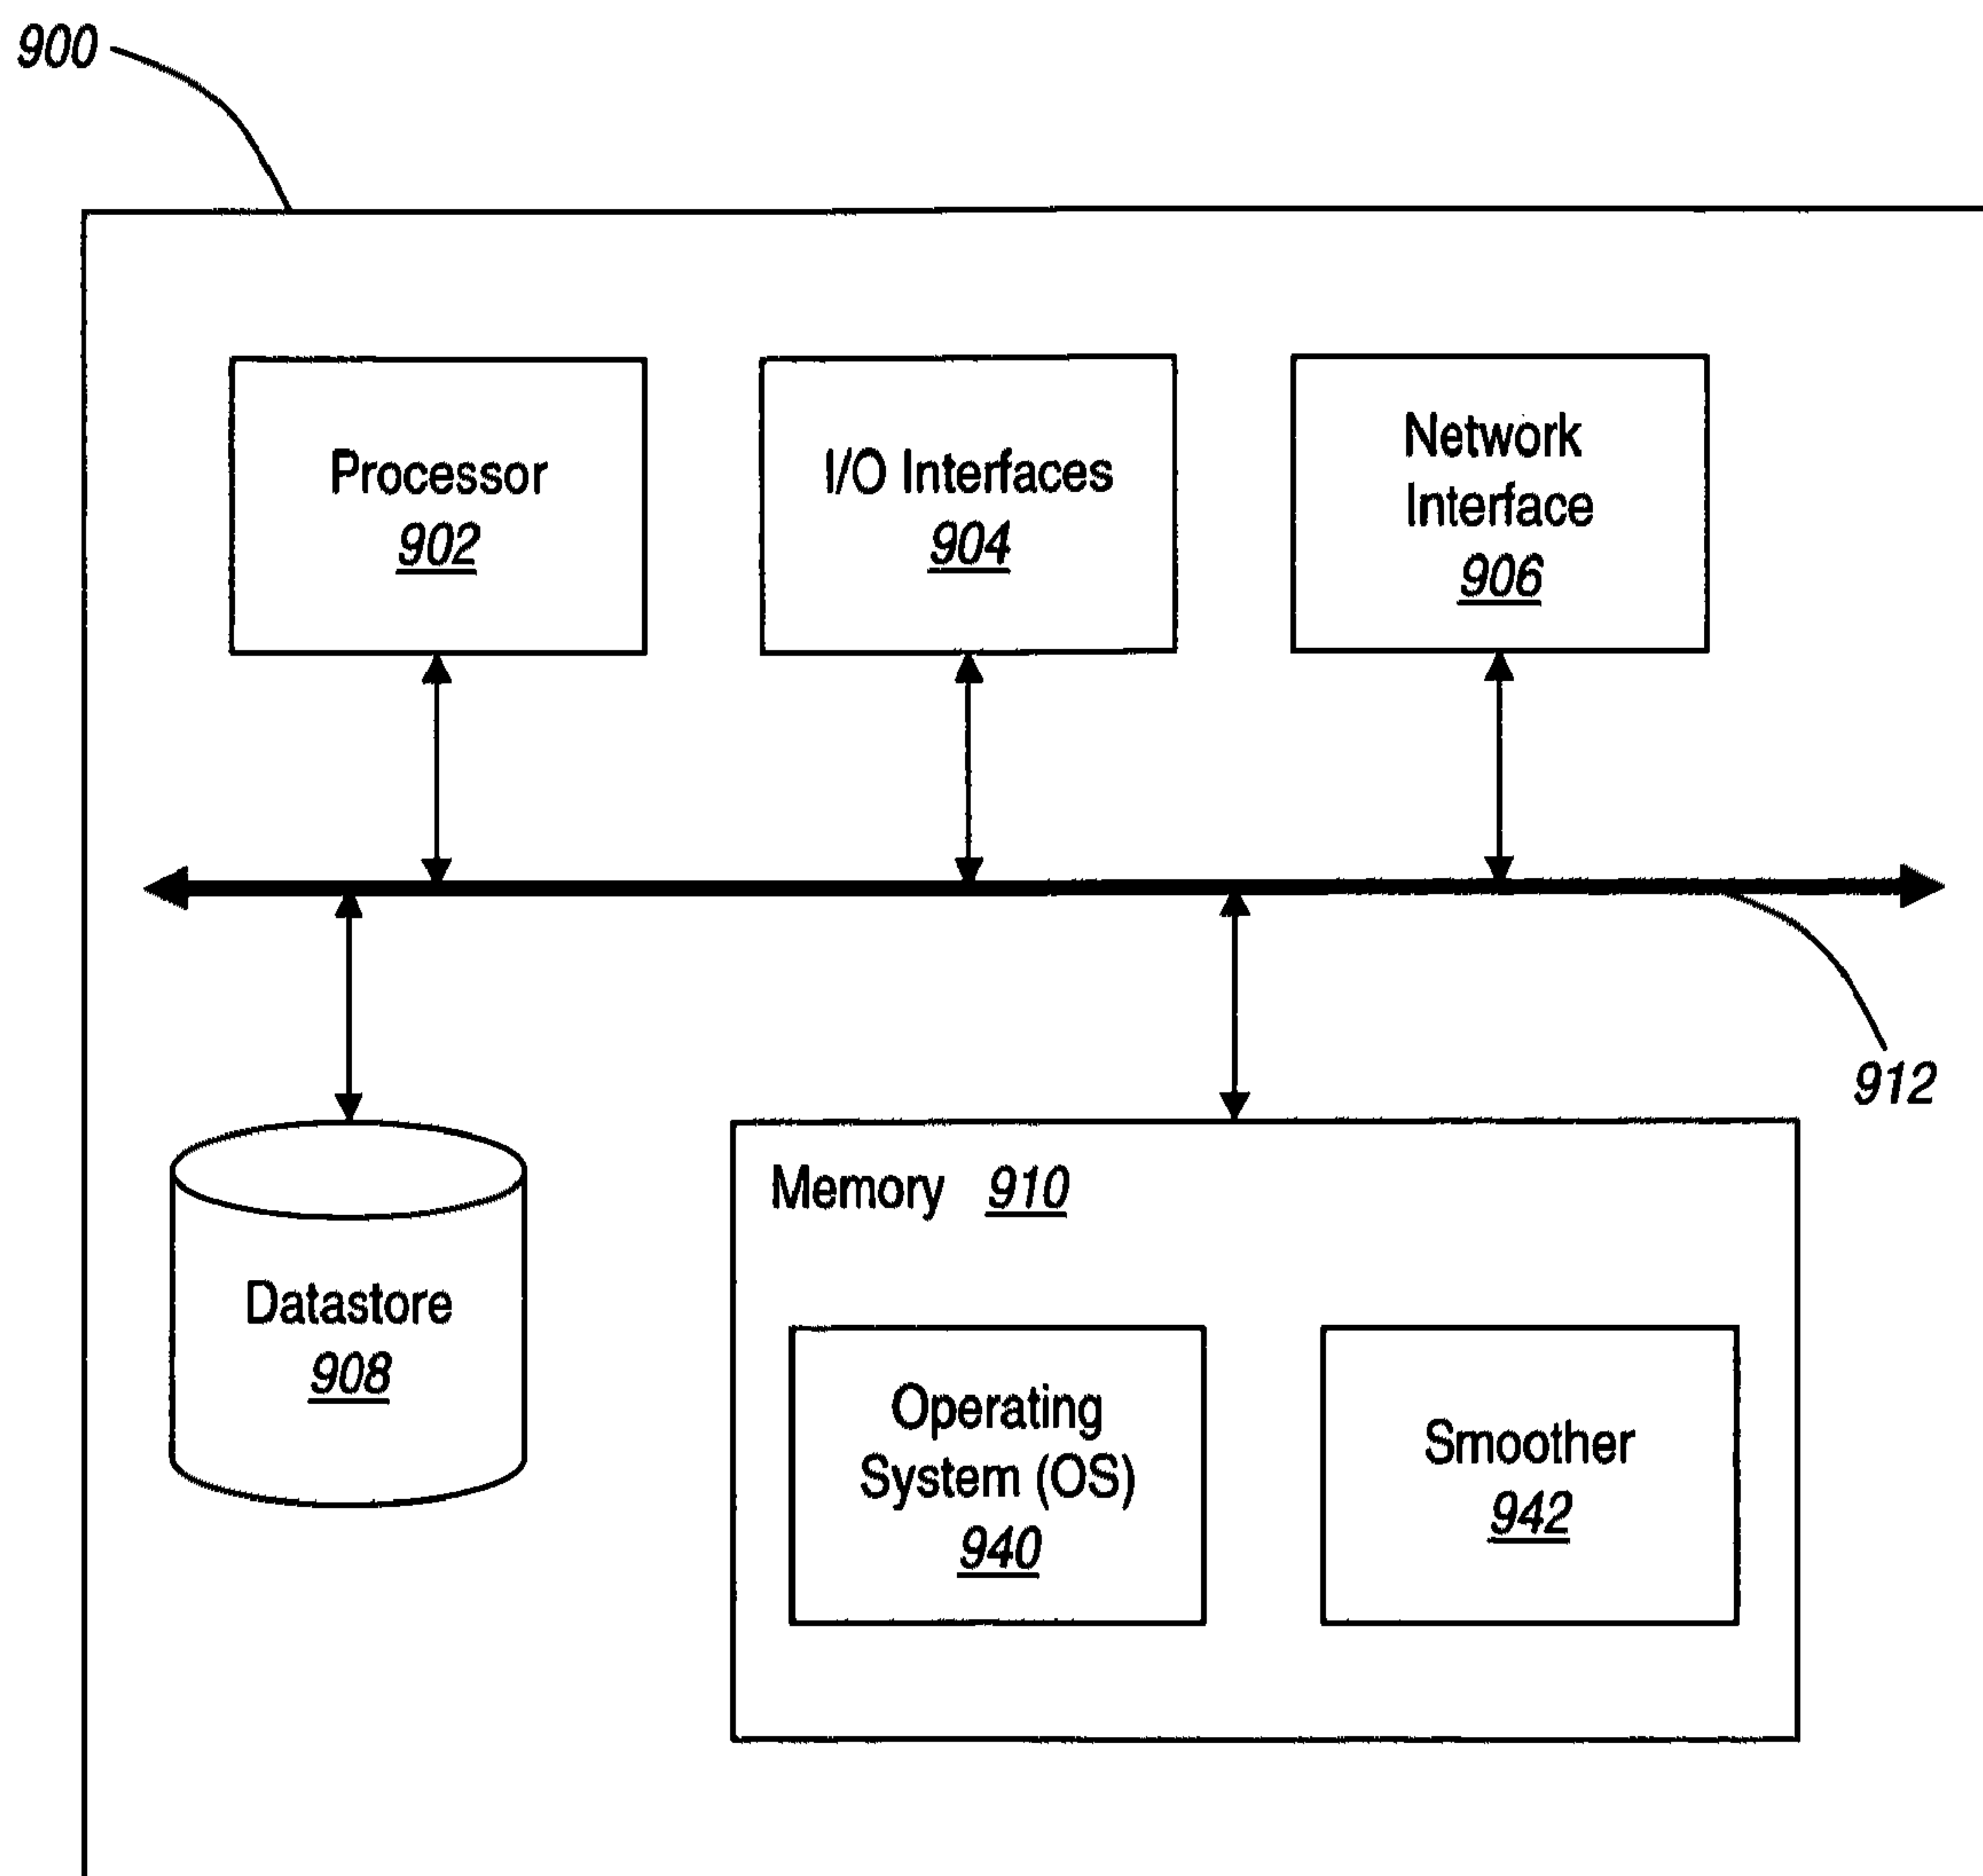 900
Processor
902
I/O Interfaces
904
Network
Interface
906
912
Datastore
908
Memory 910
Operating
System (OS)
940
Smoother
942